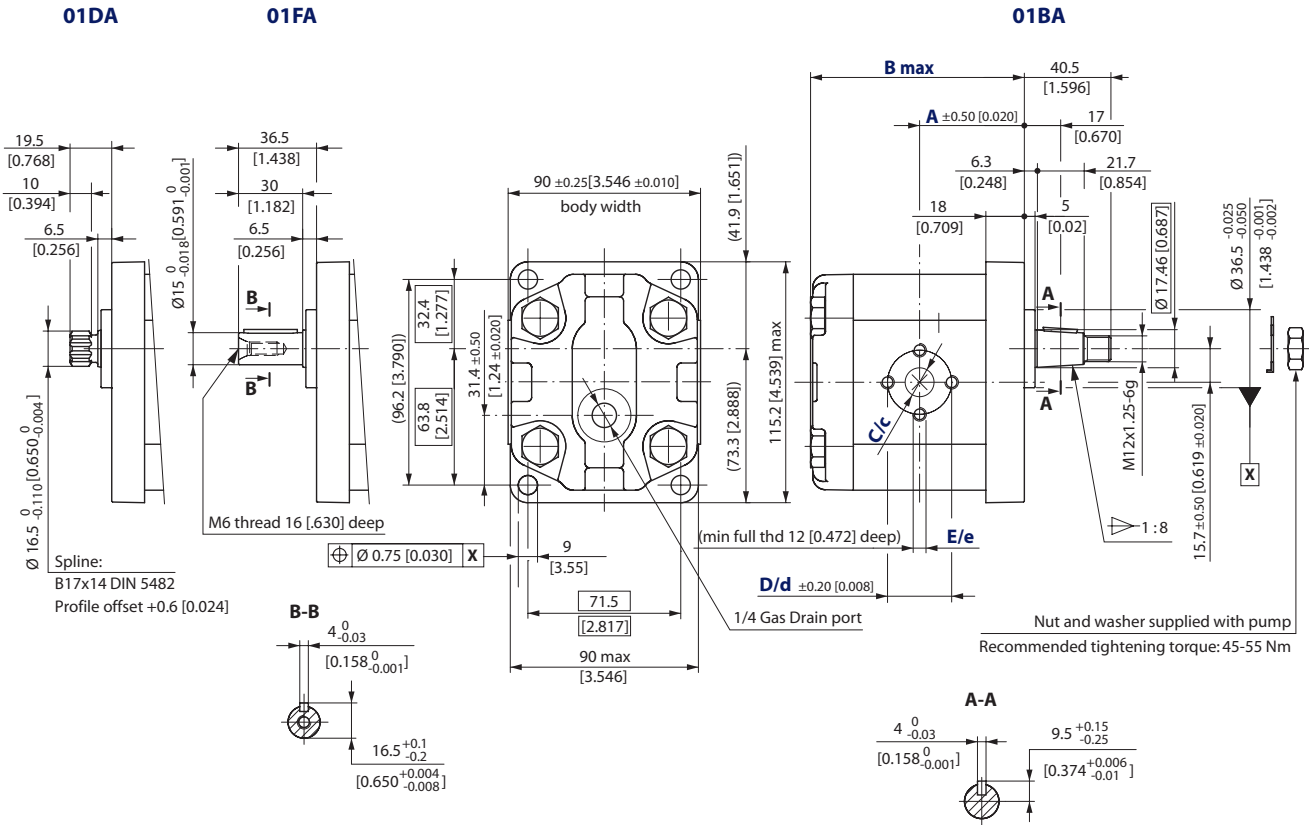 01DA
01FA
01BA
19.5
[0.768]
10
[0.394]
6.5
[0.256]
Ø 16.5 0 -0.110 [0.650 0 -0.004]
Spline:
B17x14 DIN 5482
Profile offset +0.6 [0.024]
36.5
[1.438]
30
[1.182]
6.5
[0.256]
Ø15 0 -0.018 [0.591 0 -0.001]
B
B
M6 thread 16 [.630] deep
90 ±0.25[3.546 ±0.010]
body width
(41.9 [1.651])
(96.2 [3.790])
32.4
[1.277]
63.8
[2.514]
31.4 ±0.50
[1.24 ±0.020]
(73.3 [2.888])
115.2 [4.539] max
Ø 0.75 [0.030] X
9
[3.55]
71.5
[2.817]
90 max
[3.546]
1/4 Gas Drain port
B max
40.5
[1.596]
A ±0.50 [0.020]
17
[0.670]
6.3
[0.248]
21.7
[0.854]
18
[0.709]
5
[0.02]
Ø 17.46 [0.687]
Ø 36.5 -0.025 -0.050
[1.438 -0.001 -0.002]
A
A
C/c
M12x1.25-6g
15.7±0.50 [0.619 ±0.020]
X
1 : 8
(min full thd 12 [0.472] deep)
E/e
D/d ±0.20 [0.008]
Nut and washer supplied with pump
Recommended tightening torque: 45-55 Nm
B-B
4 0 -0.03
[0.158 0 -0.001]
16.5 +0.1 -0.2
[0.650 +0.004 -0.008]
A-A
4 0 -0.03
[0.158 0 -0.001]
9.5 +0.15 -0.25
[0.374 +0.006 -0.01]